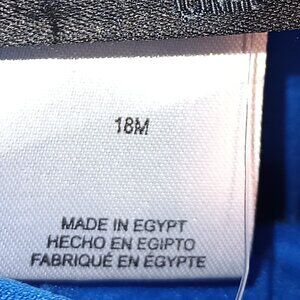 18M
MADE IN EGYPT
HECHO EN EGIPTO
FABRIQUÉ EN ÉGYPTE